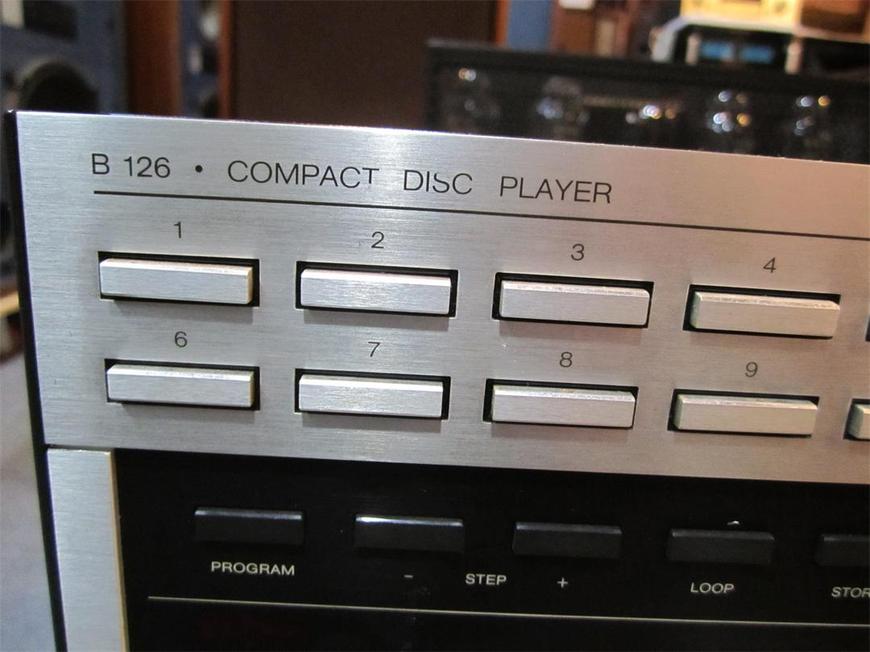 B 126 • COMPACT DISC PLAYER
1 2 3 4
6 7 8 9
PROGRAM - STEP + LOOP